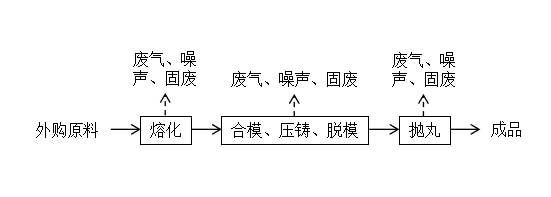 废气、噪
声、固废
废气、噪声、固废
废气、噪
声、固废
外购原料
熔化
合模、压铸、脱模
抛丸
成品